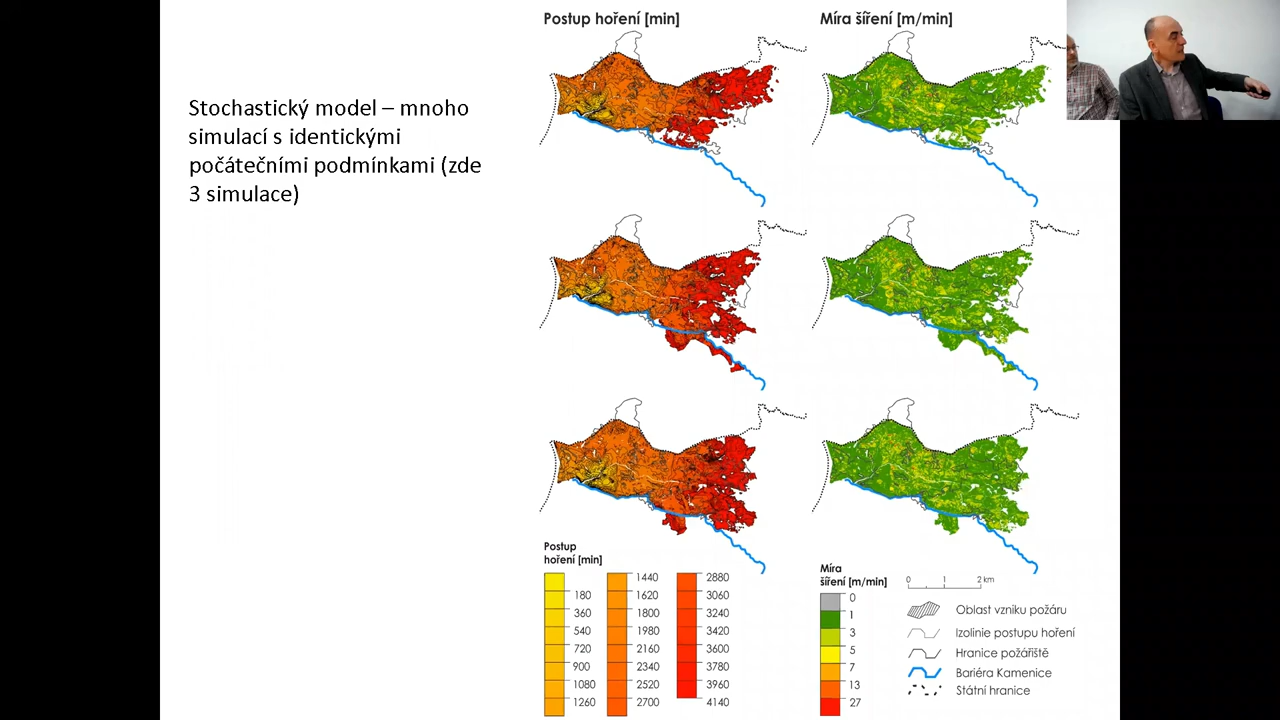 Stochastický model – mnoho
simulací s identickými
počátečními podmínkami (zde
3 simulace)
Postup hoření [min]
Míra šíření [m/min]
Postup
hoření [min]
180
360
540
720
900
1080
1260
1440
1620
1800
1980
2160
2340
2520
2700
2880
3060
3240
3420
3600
3780
3960
4140
Míra
šíření [m/min]
0
1
3
5
7
13
27
0 1 2 km
Oblast vzniku požáru
Izolinie postupu hoření
Hranice požářiště
Bariéra Kamenice
Státní hranice